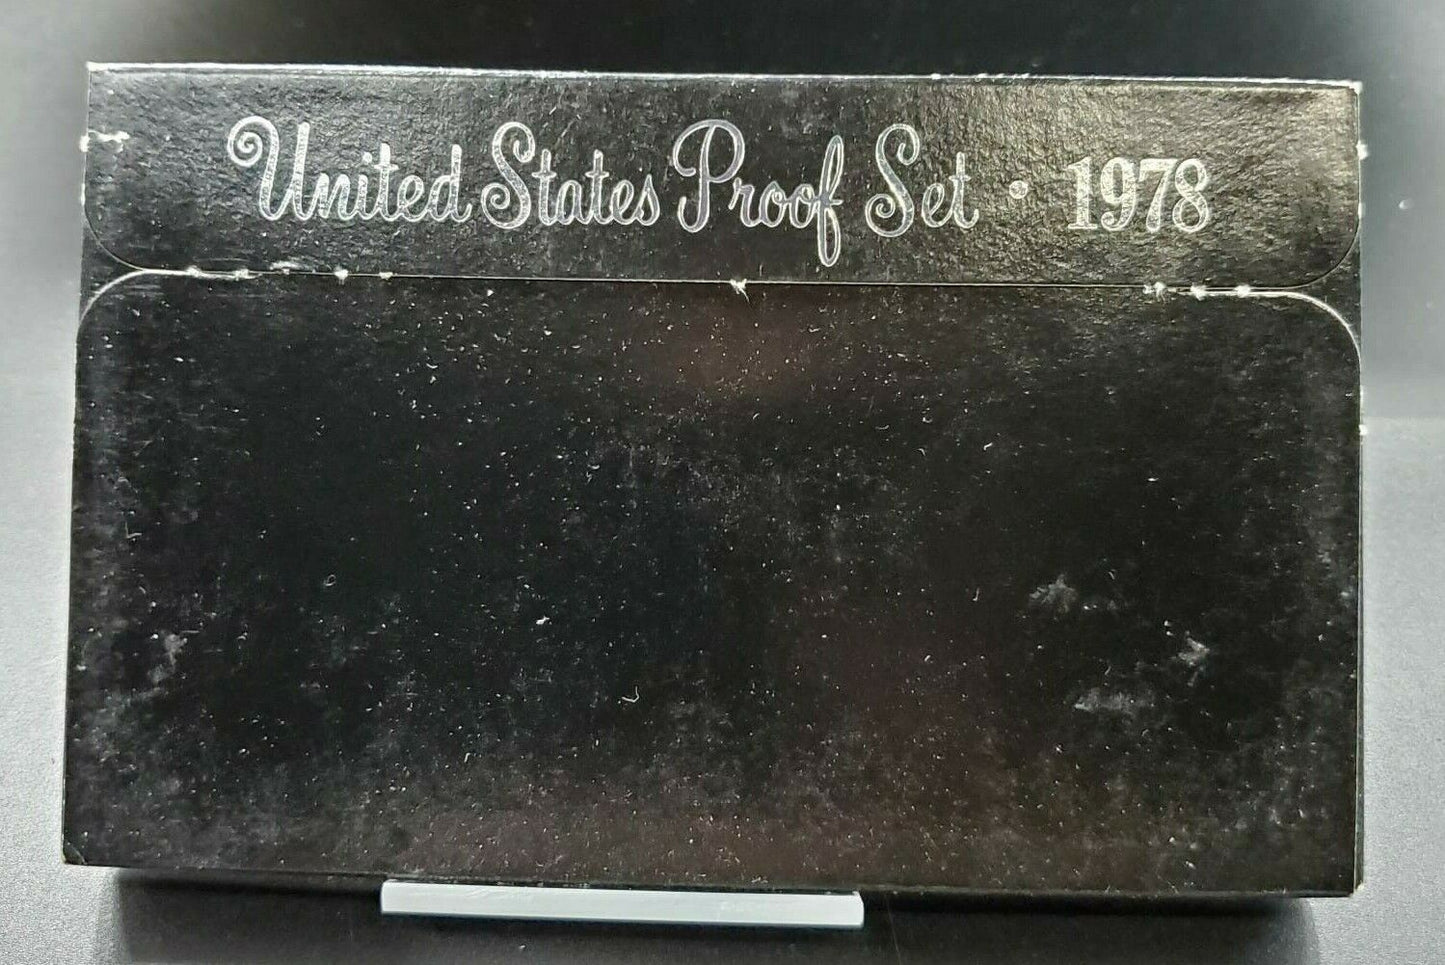 United States Proof Set • 1978